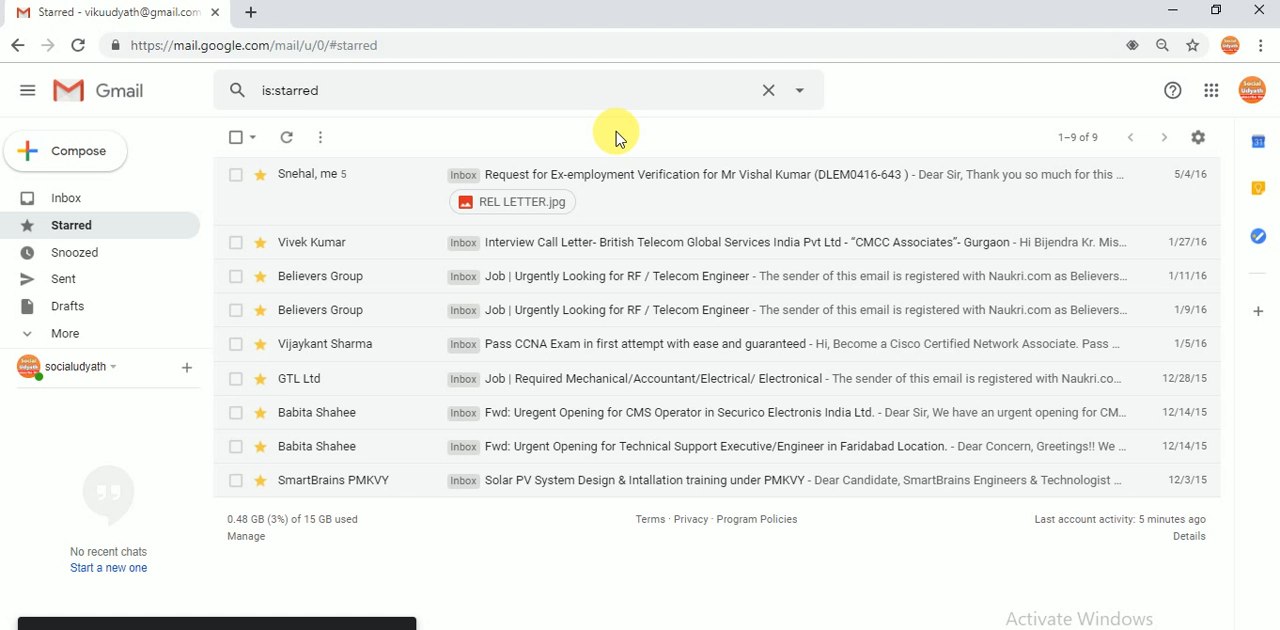 Starred - vikuudyath@gmail.com
https://mail.google.com/mail/u/0/#starred
Gmail
is:starred
Compose
1–9 of 9
Inbox
Starred
Snoozed
Sent
Drafts
More
socialudyath
No recent chats
Start a new one
Snehal, me 5 Inbox Request for Ex-employment Verification for Mr Vishal Kumar (DLEM0416-643 ) - Dear Sir, Thank you so much for this ... 5/4/16
REL LETTER.jpg
Vivek Kumar Inbox Interview Call Letter- British Telecom Global Services India Pvt Ltd - “CMCC Associates”- Gurgaon - Hi Bijendra Kr. Mis... 1/27/16
Believers Group Inbox Job | Urgently Looking for RF / Telecom Engineer - The sender of this email is registered with Naukri.com as Believers... 1/11/16
Believers Group Inbox Job | Urgently Looking for RF / Telecom Engineer - The sender of this email is registered with Naukri.com as Believers... 1/9/16
Vijaykant Sharma Inbox Pass CCNA Exam in first attempt with ease and guaranteed - Hi, Become a Cisco Certified Network Associate. Pass ... 1/5/16
GTL Ltd Inbox Job | Required Mechanical/Accountant/Electrical/ Electronical - The sender of this email is registered with Naukri.co... 12/28/15
Babita Shahee Inbox Fwd: Uregent Opening for CMS Operator in Securico Electronis India Ltd. - Dear Sir, We have an urgent opening for CM... 12/14/15
Babita Shahee Inbox Fwd: Urgent Opening for Technical Support Executive/Engineer in Faridabad Location. - Dear Concern, Greetings!! We ... 12/14/15
SmartBrains PMKVY Inbox Solar PV System Design & Intallation training under PMKVY - Dear Candidate, SmartBrains Engineers & Technologist ... 12/3/15
0.48 GB (3%) of 15 GB used
Manage
Terms · Privacy · Program Policies
Last account activity: 5 minutes ago
Details
31
Activate Windows